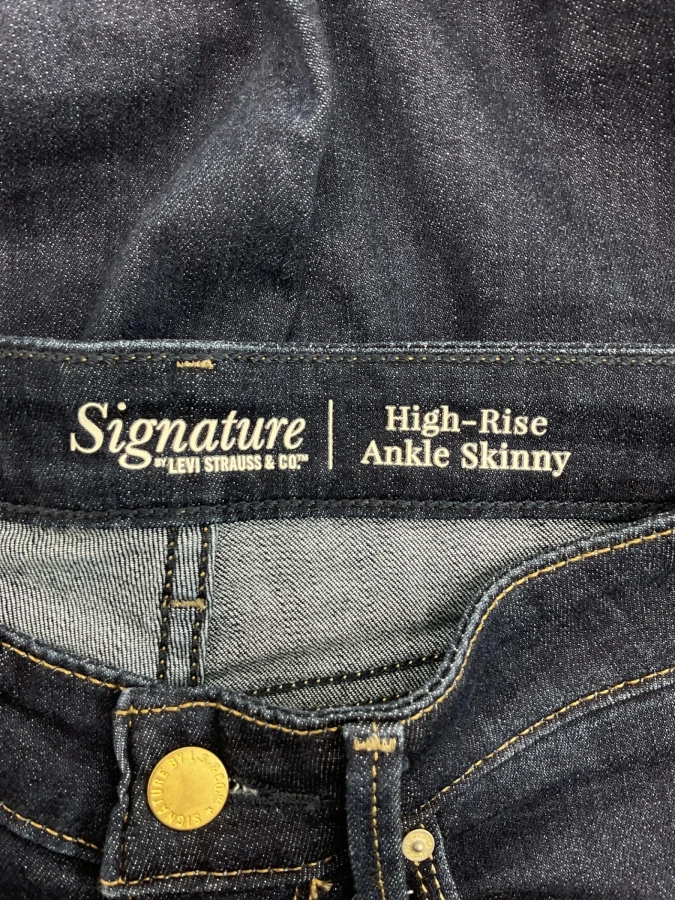 Signature
BY LEVI STRAUSS & CO.™
High-Rise
Ankle Skinny
SIGNATURE BY L.S.&CO.